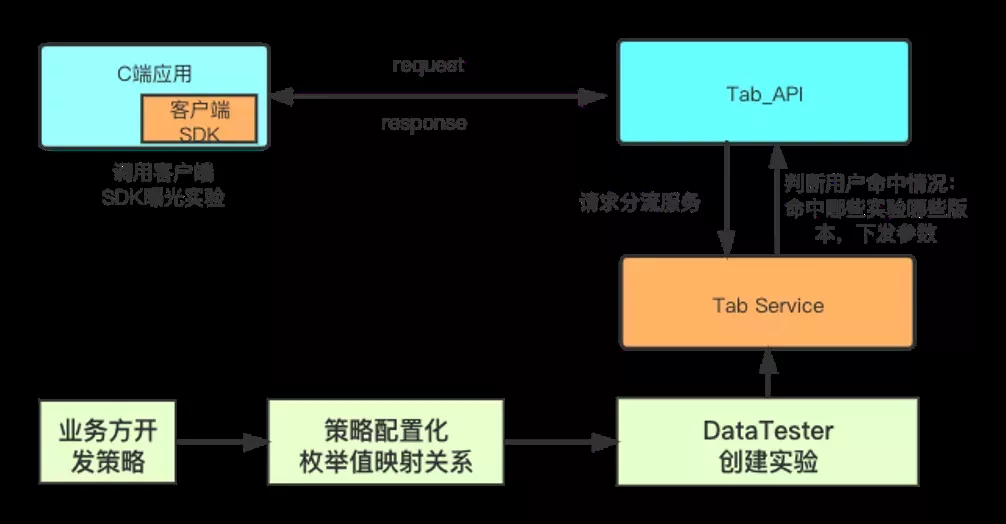 C端应用
客户端
SDK
调用客户端
SDK曝光实验
request
response
Tab_API
请求分流服务
判断用户命中情况：
命中哪些实验哪些版
本，下发参数
Tab Service
业务方开
发策略
策略配置化
枚举值映射关系
DataTester
创建实验